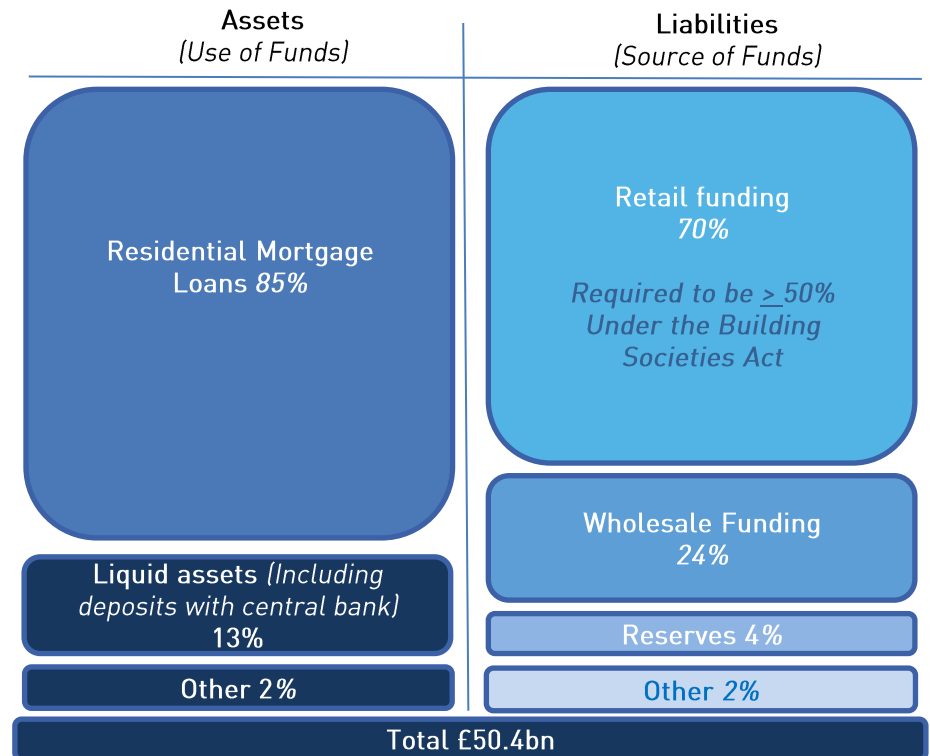 Assets
(Use of Funds)
Liabilities
(Source of Funds)
Residential Mortgage
Loans 85%
Liquid assets (Including
deposits with central bank)
13%
Other 2%
Retail funding
70%
Required to be > 50%
Under the Building
Societies Act
Wholesale Funding
24%
Reserves 4%
Other 2%
Total £50.4bn